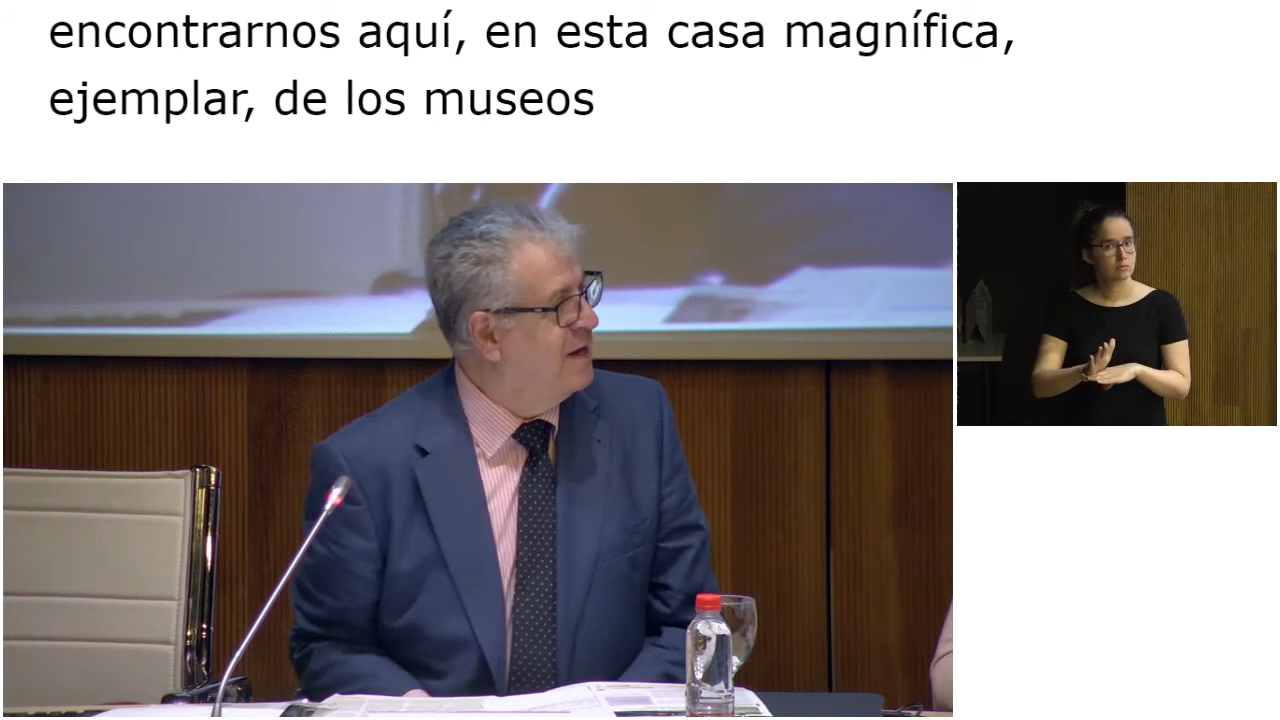 encontrarnos aquí, en esta casa magnífica,
ejemplar, de los museos